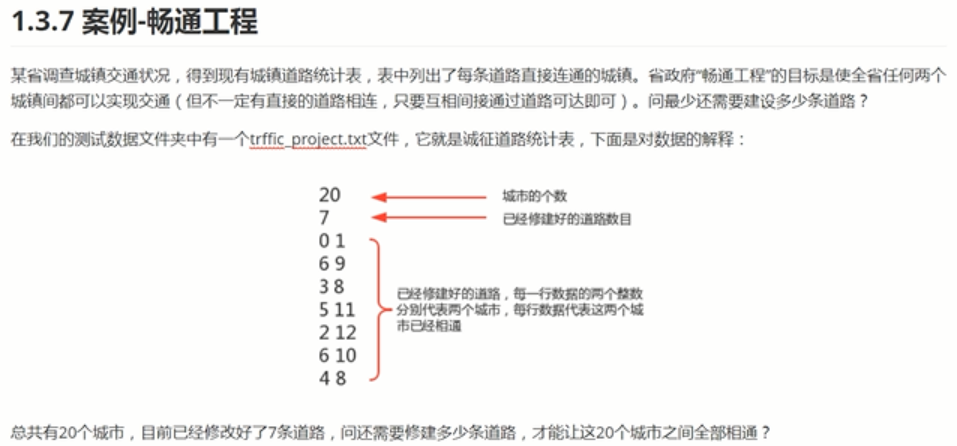 1.3.7 案例-畅通工程
某省调查城镇交通状况，得到现有城镇道路统计表，表中列出了每条道路直接连通的城镇。省政府“畅通工程”的目标是使全省任何两个
城镇间都可以实现交通（但不一定有直接的道路相连，只要互相间接通过道路可达即可）。问最少还需要建设多少条道路？
在我们的测试数据文件夹中有一个trffic_project.txt文件，它就是诚征道路统计表，下面是对数据的解释：
20 城市的个数
7 已经修建好的道路数目
0 1
6 9
3 8
5 11
2 12
6 10
4 8
已经修建好的道路，每一行数据的两个整数
分别代表两个城市，每行数据代表这两个城
市已经相通
总共有20个城市，目前已经修改好了7条道路，问还需要修建多少条道路，才能让这20个城市之间全部相通？